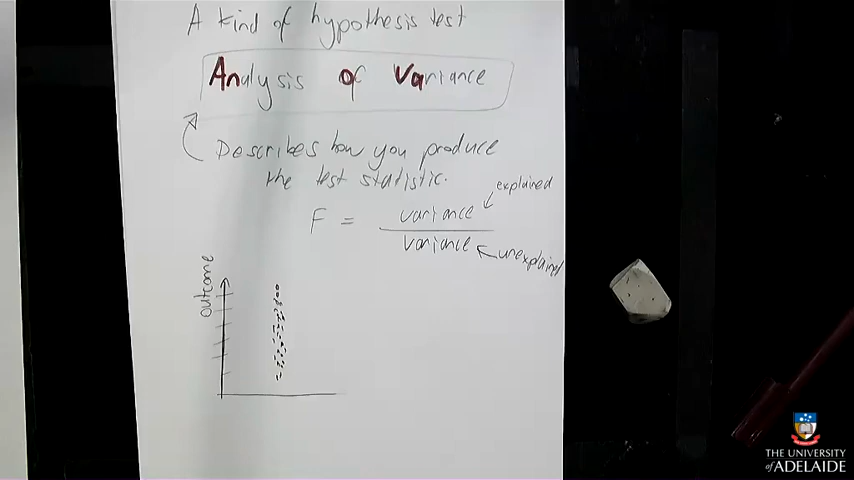 A kind of hypothesis test
Analysis of Variance
Describes how you produce
the test statistic.
explained
F = variance
variance
unexplained
outcome
THE UNIVERSITY
of ADELAIDE